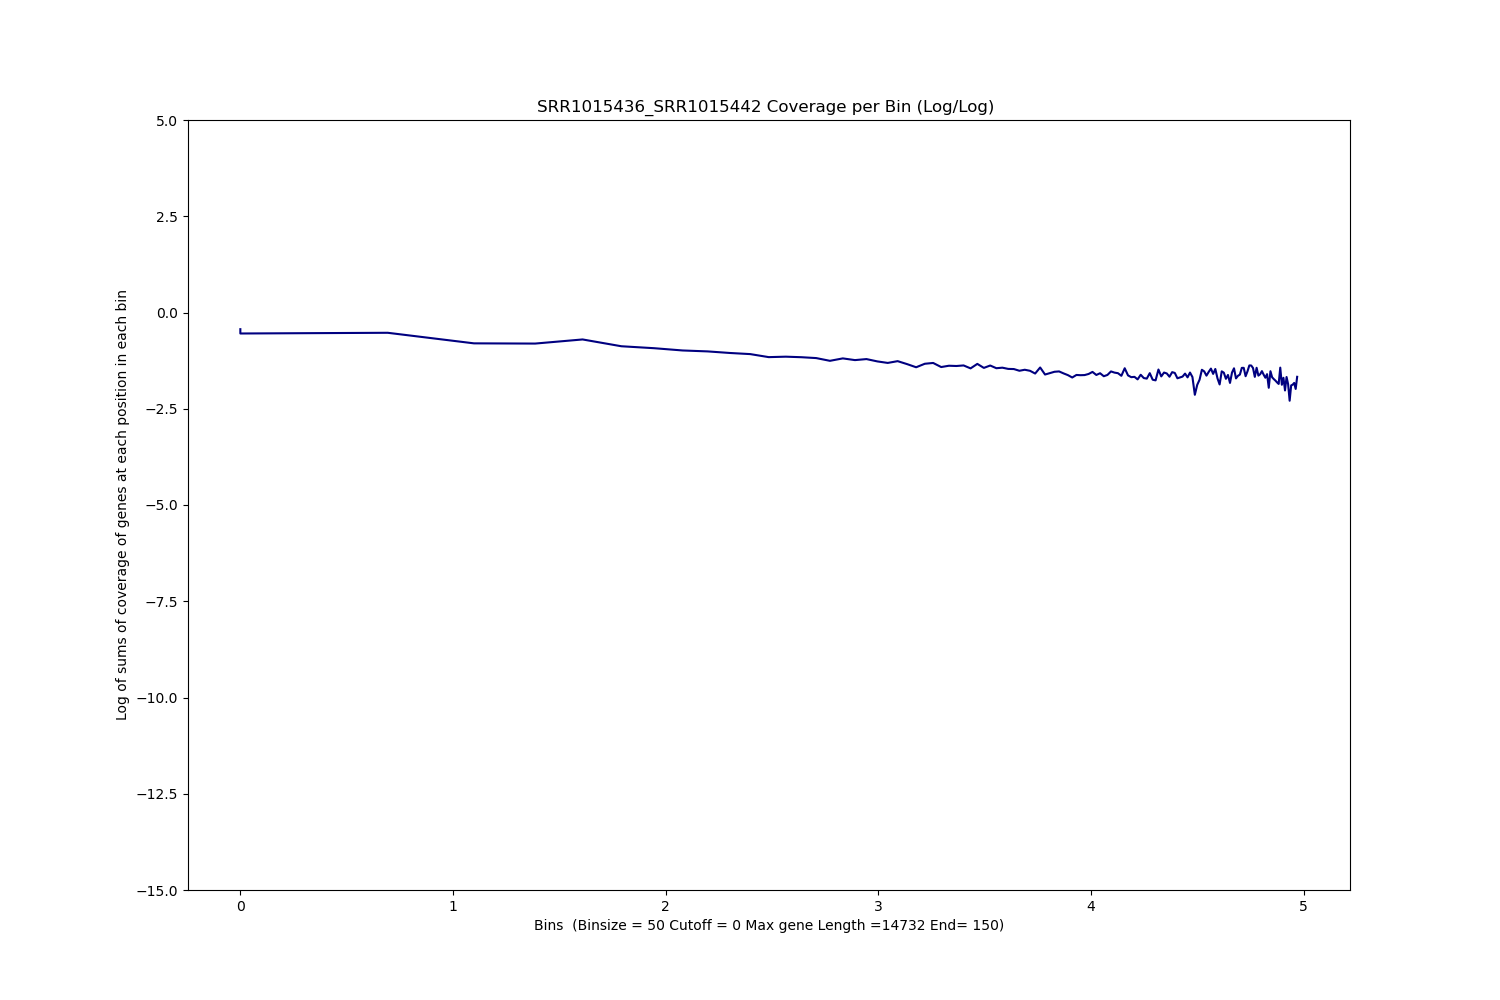 SRR1015436_SRR1015442 Coverage per Bin (Log/Log)
5.0
2.5
0.0
−2.5
−5.0
−7.5
−10.0
−12.5
−15.0
Log of sums of coverage of genes at each position in each bin
0 1 2 3 4 5
Bins  (Binsize = 50 Cutoff = 0 Max gene Length =14732 End= 150)